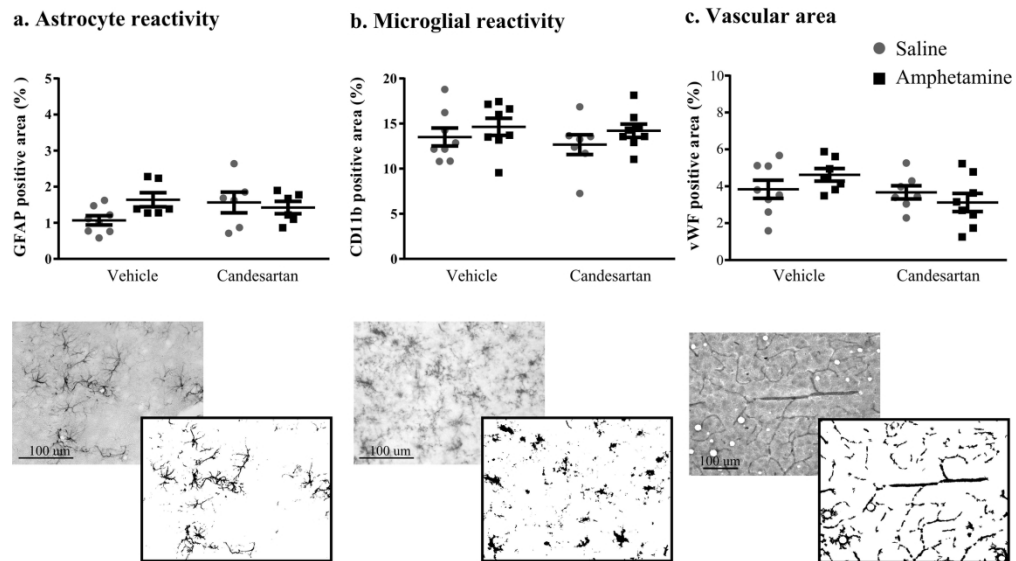 a. Astrocyte reactivity
GFAP positive area (%)
5
4
3
2
1
0
Vehicle
Candesartan
100 um
b. Microglial reactivity
CD11b positive area (%)
20
15
10
5
0
Vehicle
Candesartan
100 um
c. Vascular area
Saline
Amphetamine
vWF positive area (%)
10
8
6
4
2
0
Vehicle
Candesartan
100 um